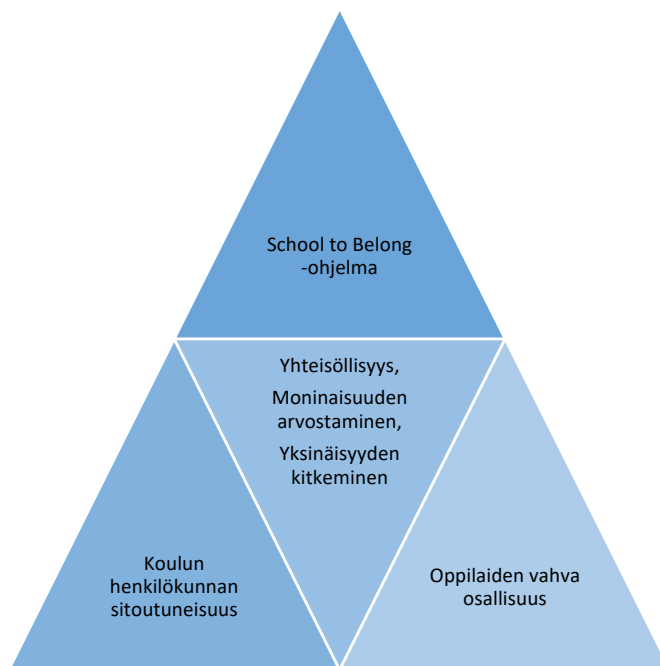 School to Belong
-ohjelma
Yhteisöllisyys,
Moninaisuuden
arvostaminen,
Yksinäisyyden
kitkeminen
Koulun
henkilökunnan
sitoutuneisuus
Oppilaiden vahva
osallisuus